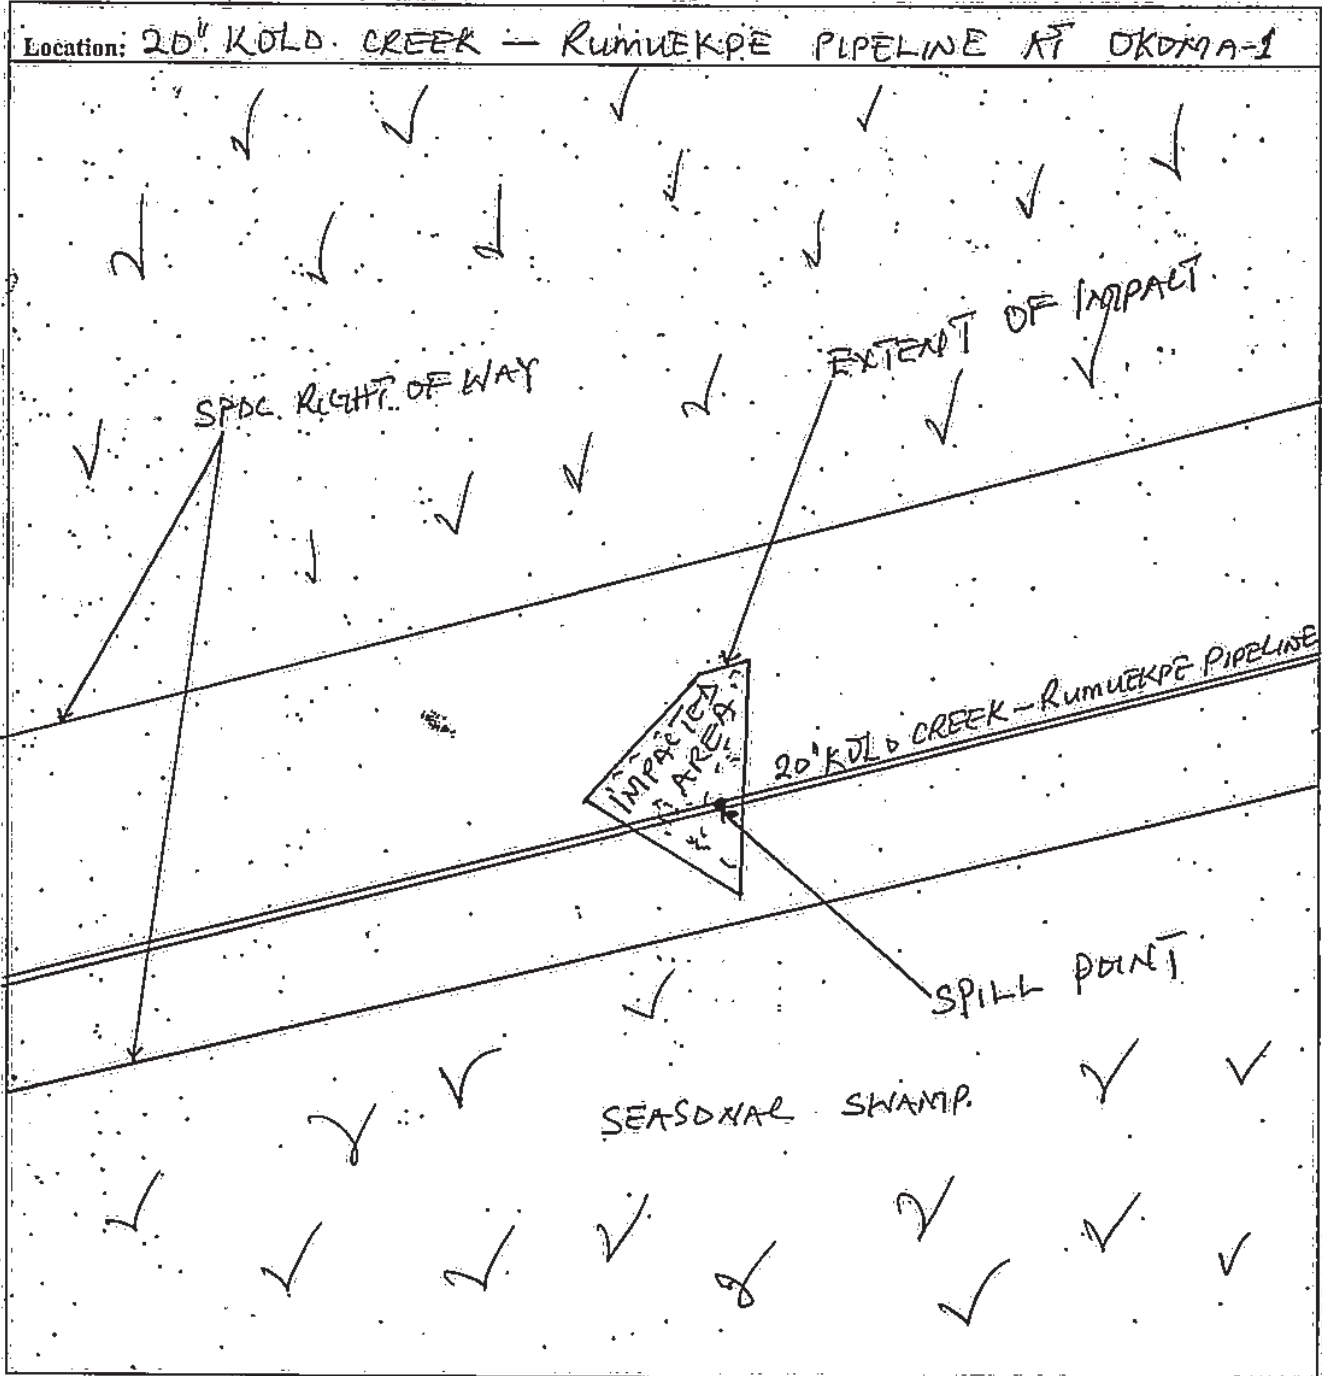 Location: 20" KOLO CREEK - RUMUEKPE PIPELINE AT OKOMA-1
EXTENT OF IMPACT
SPDC RIGHT OF WAY
20" KOLO CREEK - RUMUEKPE PIPELINE
IMPACTED
AREA
SPILL POINT
SEASONAL SWAMP.